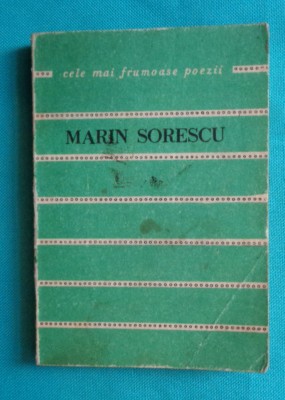 cele mai frumoase poezii
MARIN SORESCU